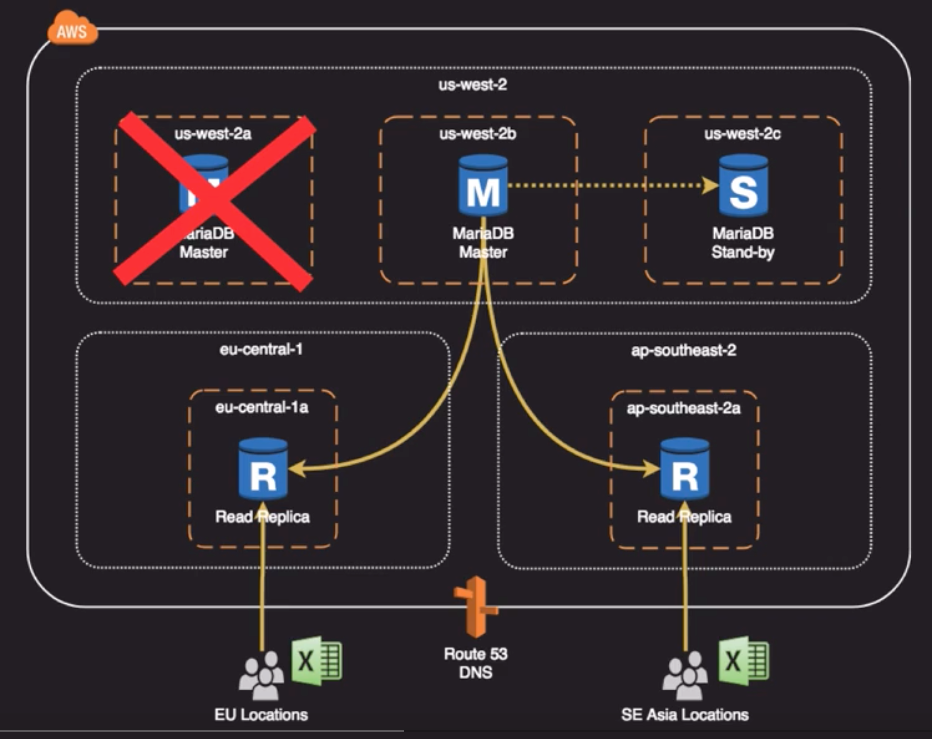 AWS
us-west-2
us-west-2a
us-west-2b
us-west-2c
M
S
Master
MariaDB
Master
MariaDB
Stand-by
eu-central-1
ap-southeast-2
eu-central-1a
ap-southeast-2a
R
R
Read Replica
Read Replica
Route 53
DNS
X
X
EU Locations
SE Asia Locations